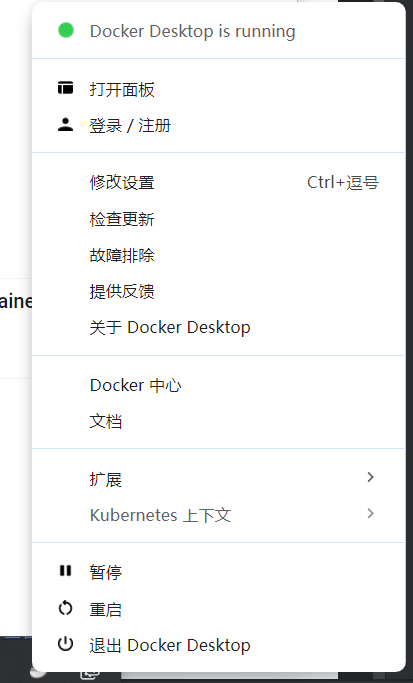 Docker Desktop is running
打开面板
登录 / 注册
修改设置 Ctrl+逗号
检查更新
故障排除
提供反馈
aine
关于 Docker Desktop
Docker 中心
文档
扩展
Kubernetes 上下文
暂停
重启
退出 Docker Desktop